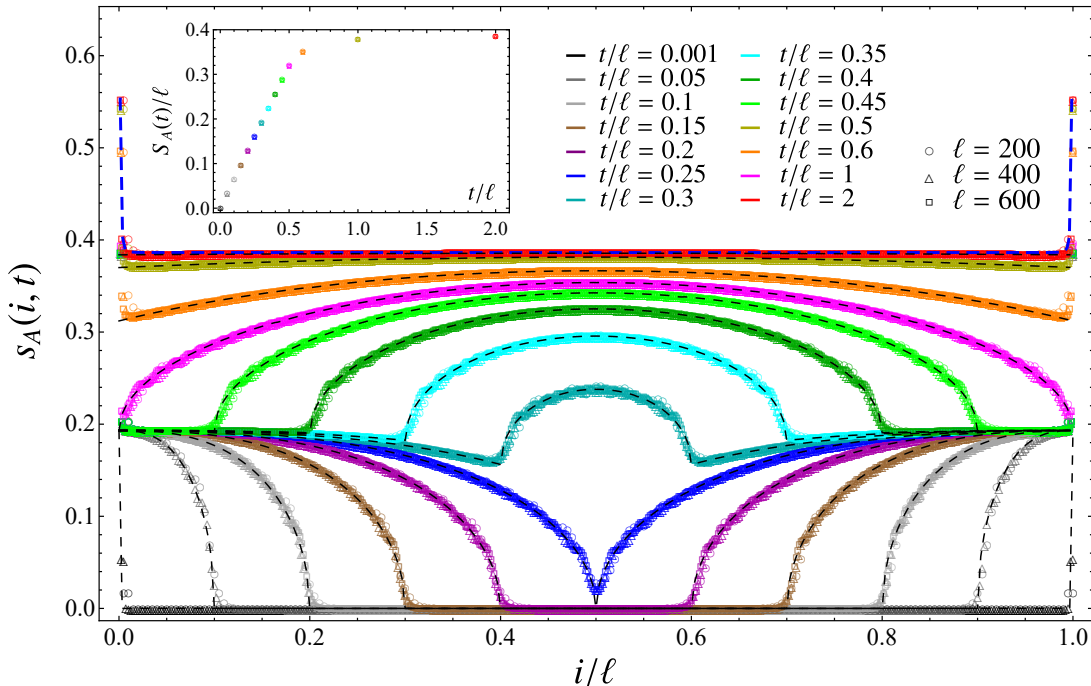 s_A(i, t)
0.6
0.5
0.4
0.3
0.2
0.1
0.0
0.0 0.2 0.4 0.6 0.8 1.0
i/ℓ
S_A(t)/ℓ
0.4
0.3
0.2
0.1
0.0
0.0 0.5 1.0 1.5 2.0
t/ℓ
t/ℓ = 0.001
t/ℓ = 0.05
t/ℓ = 0.1
t/ℓ = 0.15
t/ℓ = 0.2
t/ℓ = 0.25
t/ℓ = 0.3
t/ℓ = 0.35
t/ℓ = 0.4
t/ℓ = 0.45
t/ℓ = 0.5
t/ℓ = 0.6
t/ℓ = 1
t/ℓ = 2
ℓ = 200
ℓ = 400
ℓ = 600